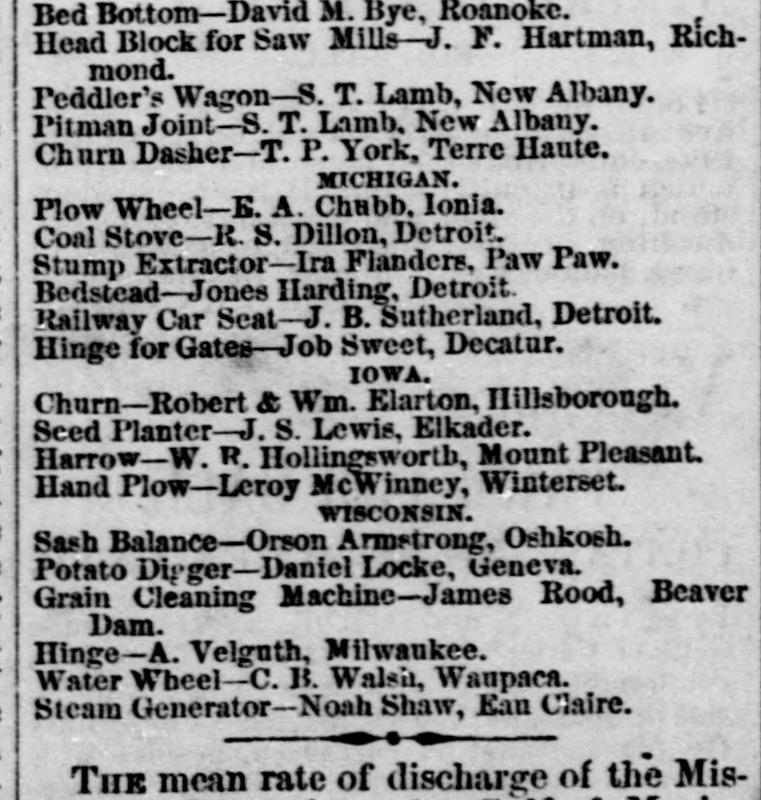 Bed Bottom—David M. Bye, Roanoke.
Head Block for Saw Mills—J. F. Hartman, Rich-
mond.
Peddler's Wagon—S. T. Lamb, New Albany.
Pitman Joint—S. T. Lamb, New Albany.
Churn Dasher—T. P. York, Terre Haute.
MICHIGAN.
Plow Wheel—E. A. Chubb, Ionia.
Coal Stove—R. S. Dillon, Detroit.
Stump Extractor—Ira Flanders, Paw Paw.
Bedstead—Jones Harding, Detroit.
Railway Car Seat—J. B. Sutherland, Detroit.
Hinge for Gates—Job Sweet, Decatur.
IOWA.
Churn—Robert & Wm. Elarton, Hillsborough.
Seed Planter—J. S. Lewis, Elkader.
Harrow—W. R. Hollingsworth, Mount Pleasant.
Hand Plow—Leroy McWinney, Winterset.
WISCONSIN.
Sash Balance—Orson Armstrong, Oshkosh.
Potato Digger—Daniel Locke, Geneva.
Grain Cleaning Machine—James Rood, Beaver
Dam.
Hinge—A. Velguth, Milwaukee.
Water Wheel—C. B. Walsh, Waupaca.
Steam Generator—Noah Shaw, Eau Claire.
THE mean rate of discharge of the Mis-